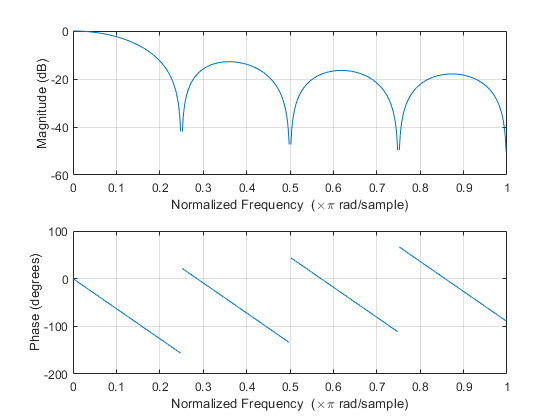 0
-20
-40
-60
Magnitude (dB)
0 0.1 0.2 0.3 0.4 0.5 0.6 0.7 0.8 0.9 1
Normalized Frequency (×π rad/sample)
100
0
-100
-200
Phase (degrees)
0 0.1 0.2 0.3 0.4 0.5 0.6 0.7 0.8 0.9 1
Normalized Frequency (×π rad/sample)